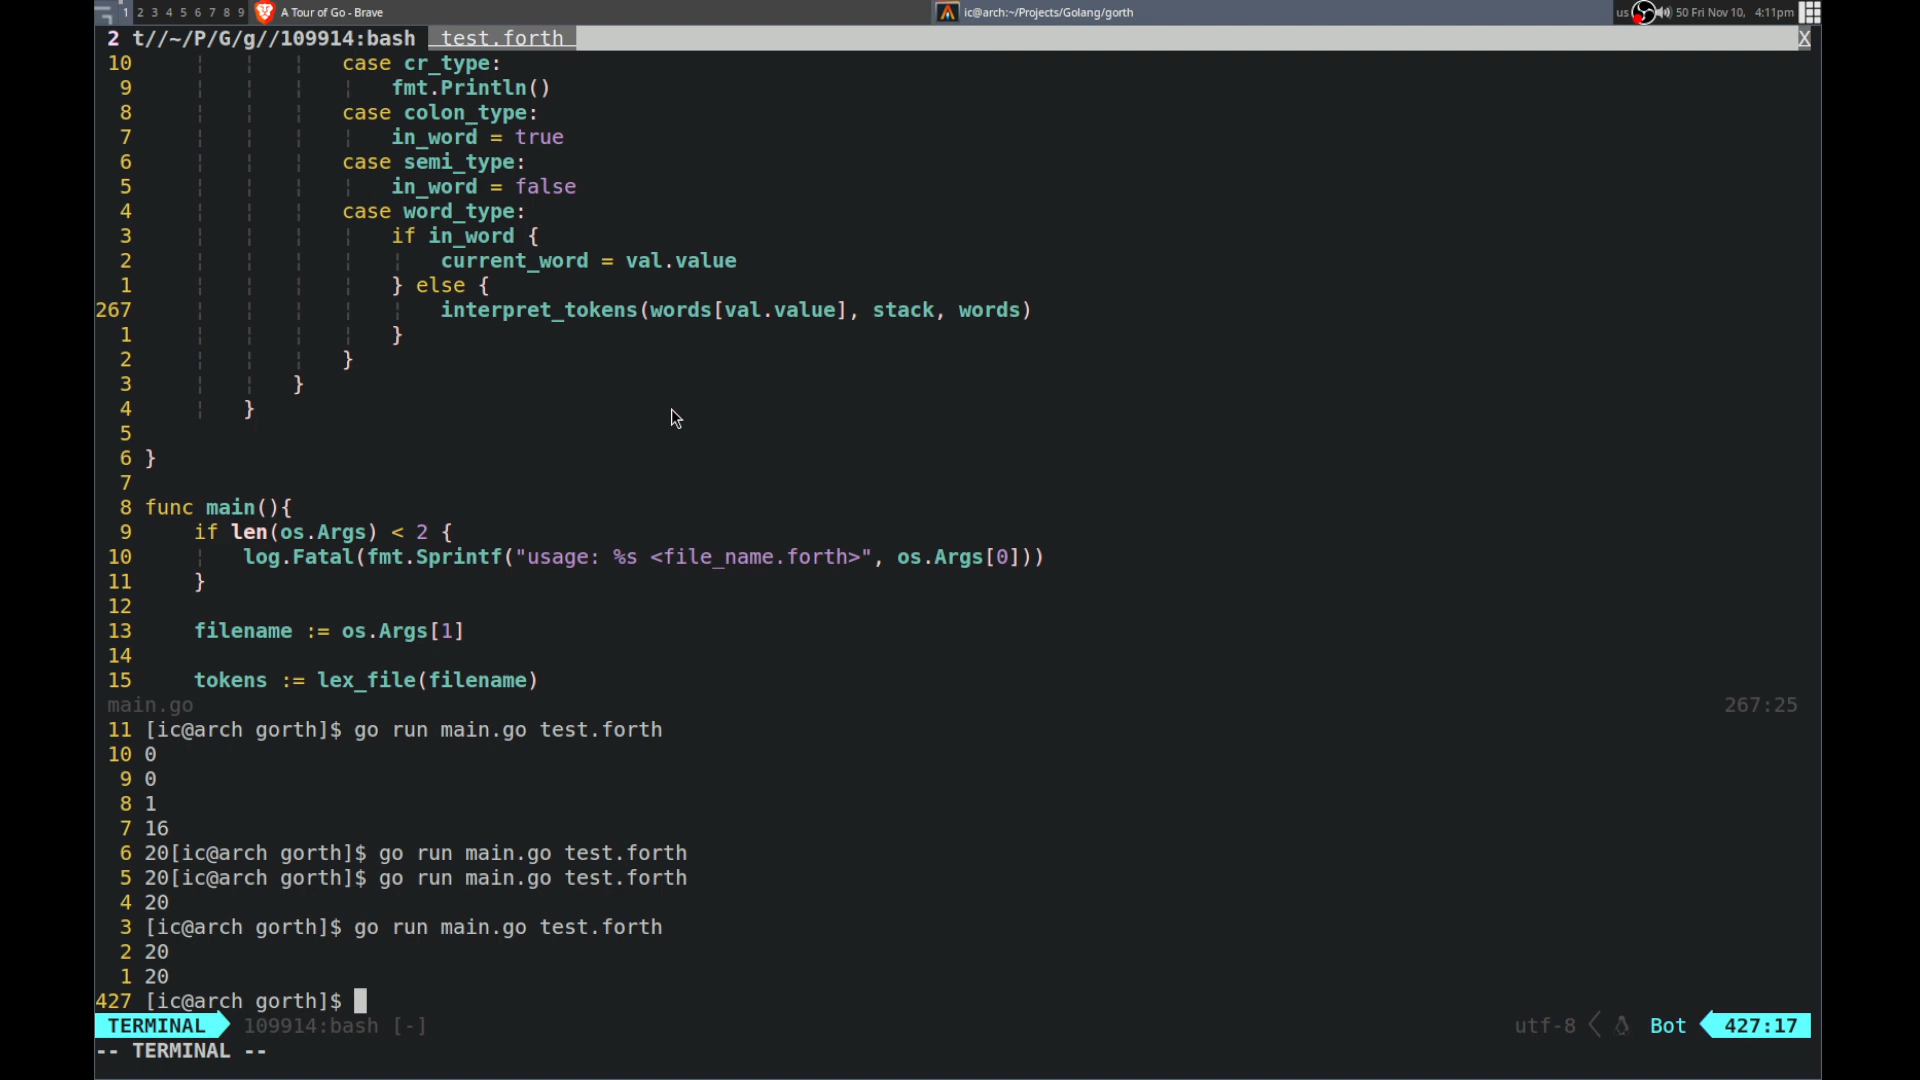 1 2 3 4 5 6 7 8 9 A Tour of Go - Brave ic@arch:~/Projects/Golang/gorth us 50 Fri Nov 10, 4:11pm
2 t//~/P/G/g//109914:bash test.forth X
10 case cr_type:
9 fmt.Println()
8 case colon_type:
7 in_word = true
6 case semi_type:
5 in_word = false
4 case word_type:
3 if in_word {
2 current_word = val.value
1 } else {
267 interpret_tokens(words[val.value], stack, words)
1 }
2 }
3 }
4 }
5
6 }
7
8 func main(){
9 if len(os.Args) < 2 {
10 log.Fatal(fmt.Sprintf("usage: %s <file_name.forth>", os.Args[0]))
11 }
12
13 filename := os.Args[1]
14
15 tokens := lex_file(filename)
main.go 267:25
11 [ic@arch gorth]$ go run main.go test.forth
10 0
9 0
8 1
7 16
6 20[ic@arch gorth]$ go run main.go test.forth
5 20[ic@arch gorth]$ go run main.go test.forth
4 20
3 [ic@arch gorth]$ go run main.go test.forth
2 20
1 20
427 [ic@arch gorth]$
TERMINAL 109914:bash [-] utf-8 Bot 427:17
-- TERMINAL --